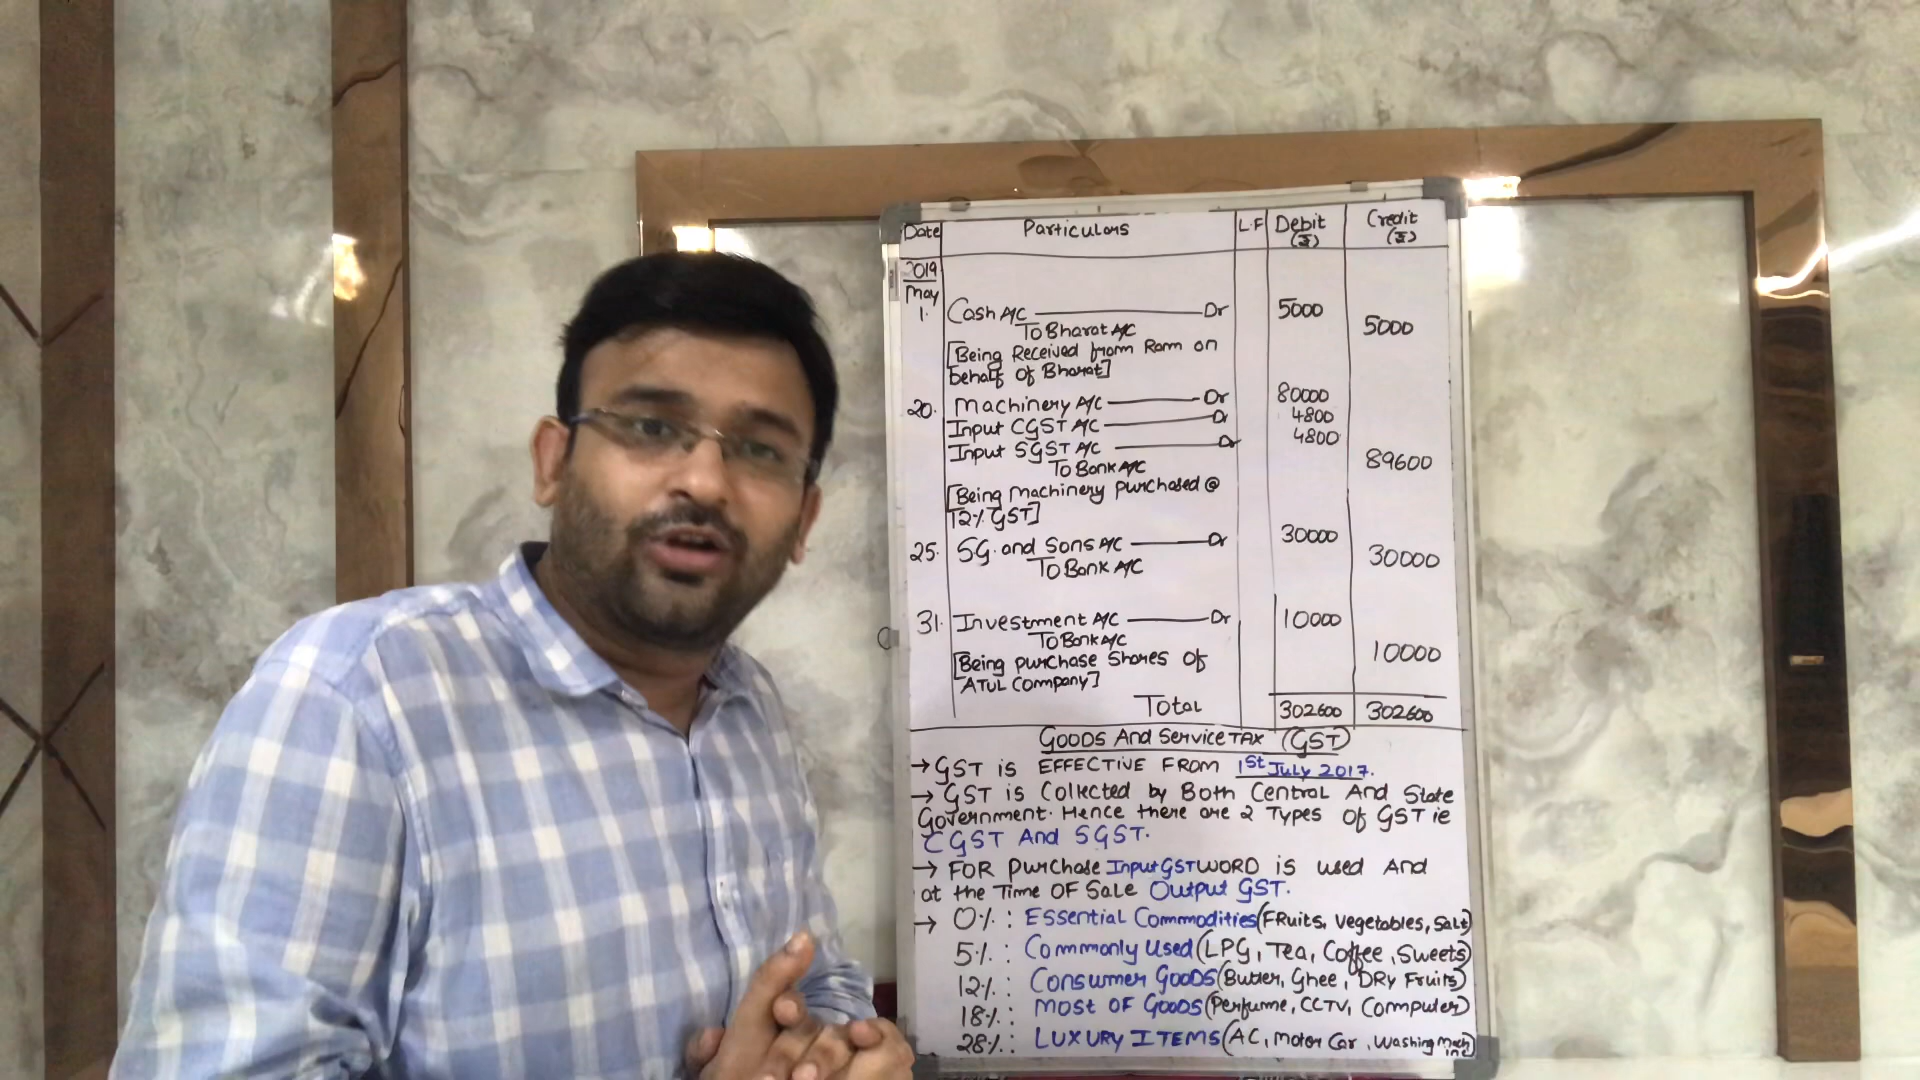 Date Particulars L.F Debit (₹) Credit (₹)
2019
May
1. Cash A/C Dr 5000
To Bharat A/C 5000
[Being Received from Ram on
behalf of Bharat]
20. Machinery A/C Dr 80000
Input CGST A/C Dr 4800
Input SGST A/C Dr 4800
To Bank A/C 89600
[Being Machinery purchased @
12% GST]
25. S.G. and Sons A/C Dr 30000
To Bank A/C 30000
31. Investment A/C Dr 10000
To Bank A/C 10000
[Being purchase Shares of
ATUL Company]
Total 302600 302600
GOODS And Service TAX (GST)
→ GST is EFFECTIVE FROM 1st July 2017.
→ GST is Collected by Both Central And State
Government. Hence there are 2 Types of GST ie
CGST And SGST.
→ FOR Purchase Input GST WORD is used And
at the Time OF Sale Output GST.
→ 0% : Essential Commodities (FRuits, Vegetables, Salt)
5% : Commonly Used (LPG, Tea, Coffee, Sweets)
12% : Consumer Goods (Butter, Ghee, DRy Fruits)
18% : Most OF Goods (Perfume, CCTV, Computer)
28% : LUXURY ITEMS (AC, Motor Car, Washing Machine)